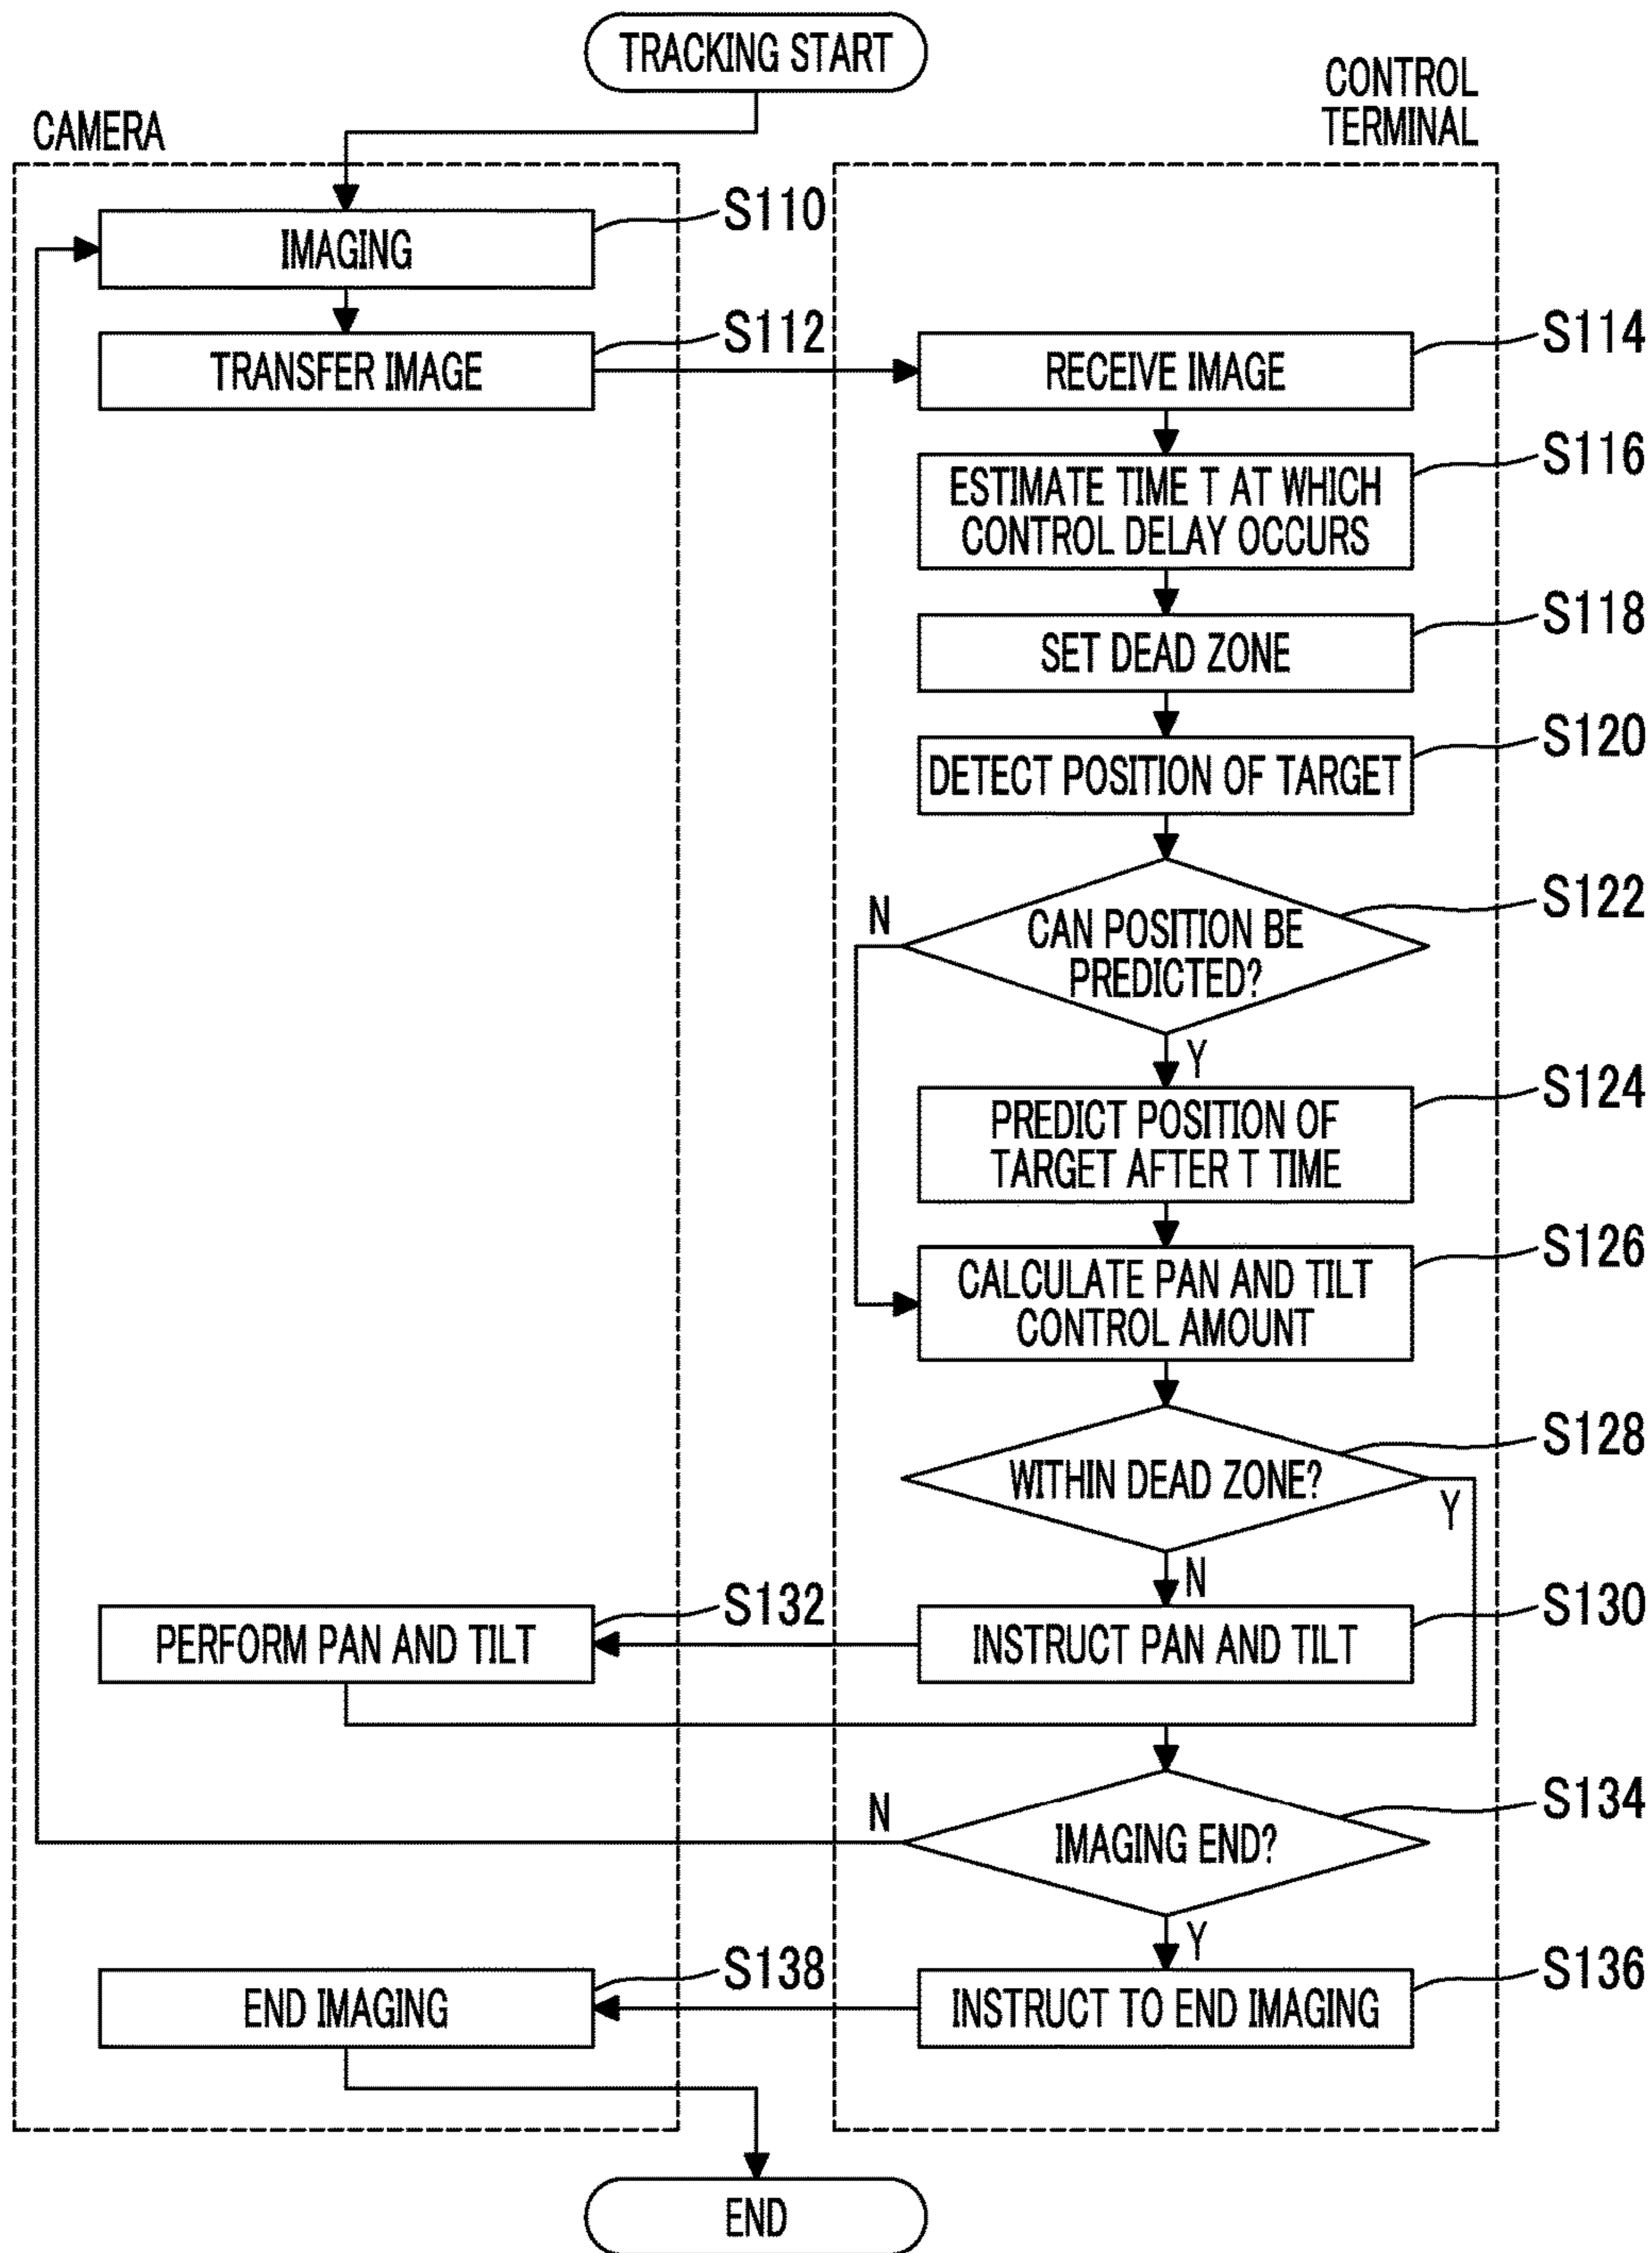 TRACKING START
CAMERA
CONTROL
TERMINAL
IMAGING
S110
TRANSFER IMAGE
S112
RECEIVE IMAGE
S114
ESTIMATE TIME T AT WHICH
CONTROL DELAY OCCURS
S116
SET DEAD ZONE
S118
DETECT POSITION OF TARGET
S120
CAN POSITION BE
PREDICTED?
S122
N
Y
PREDICT POSITION OF
TARGET AFTER T TIME
S124
CALCULATE PAN AND TILT
CONTROL AMOUNT
S126
WITHIN DEAD ZONE?
S128
Y
N
PERFORM PAN AND TILT
S132
INSTRUCT PAN AND TILT
S130
IMAGING END?
S134
N
Y
END IMAGING
S138
INSTRUCT TO END IMAGING
S136
END